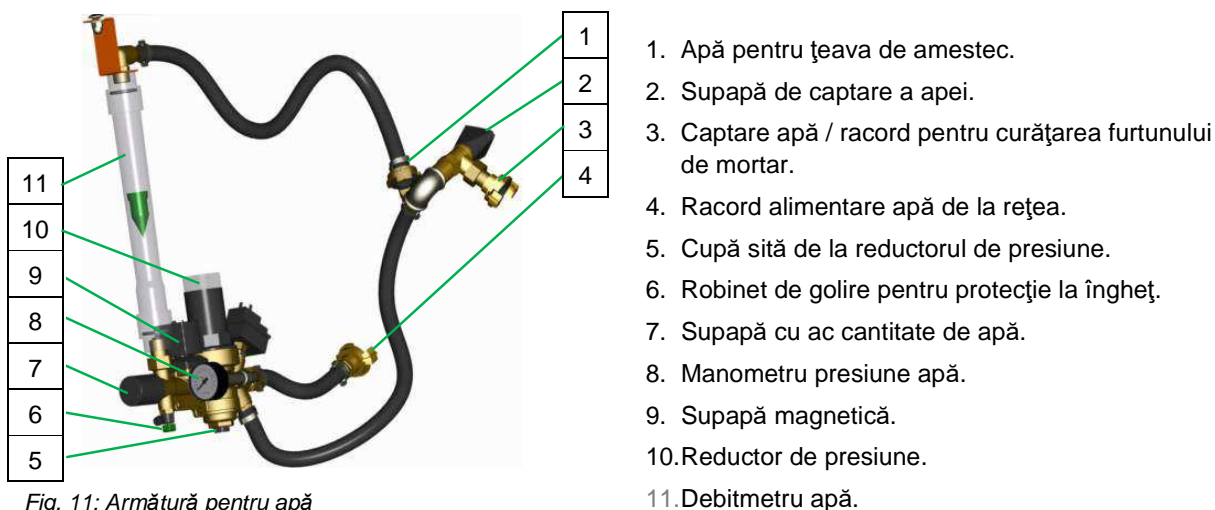 1
2
3
4
11
10
9
8
7
6
5
Fig. 11: Armătură pentru apă
1. Apă pentru ţeava de amestec.
2. Supapă de captare a apei.
3. Captare apă / racord pentru curăţarea furtunului
de mortar.
4. Racord alimentare apă de la reţea.
5. Cupă sită de la reductorul de presiune.
6. Robinet de golire pentru protecţie la îngheţ.
7. Supapă cu ac cantitate de apă.
8. Manometru presiune apă.
9. Supapă magnetică.
10.Reductor de presiune.
11.Debitmetru apă.